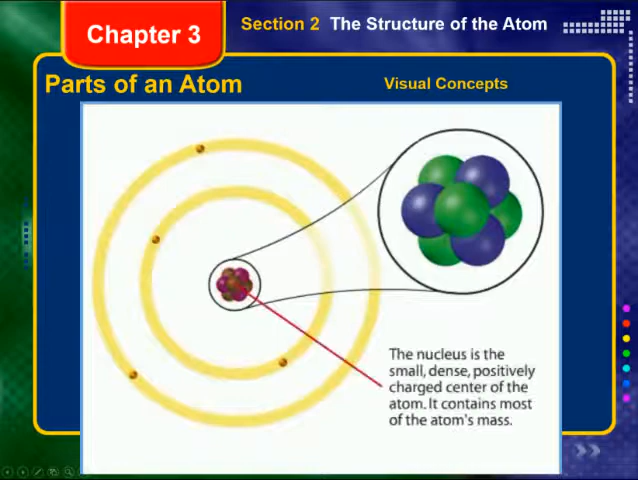 Chapter 3
Section 2 The Structure of the Atom
Parts of an Atom
Visual Concepts
The nucleus is the
small, dense, positively
charged center of the
atom. It contains most
of the atom's mass.